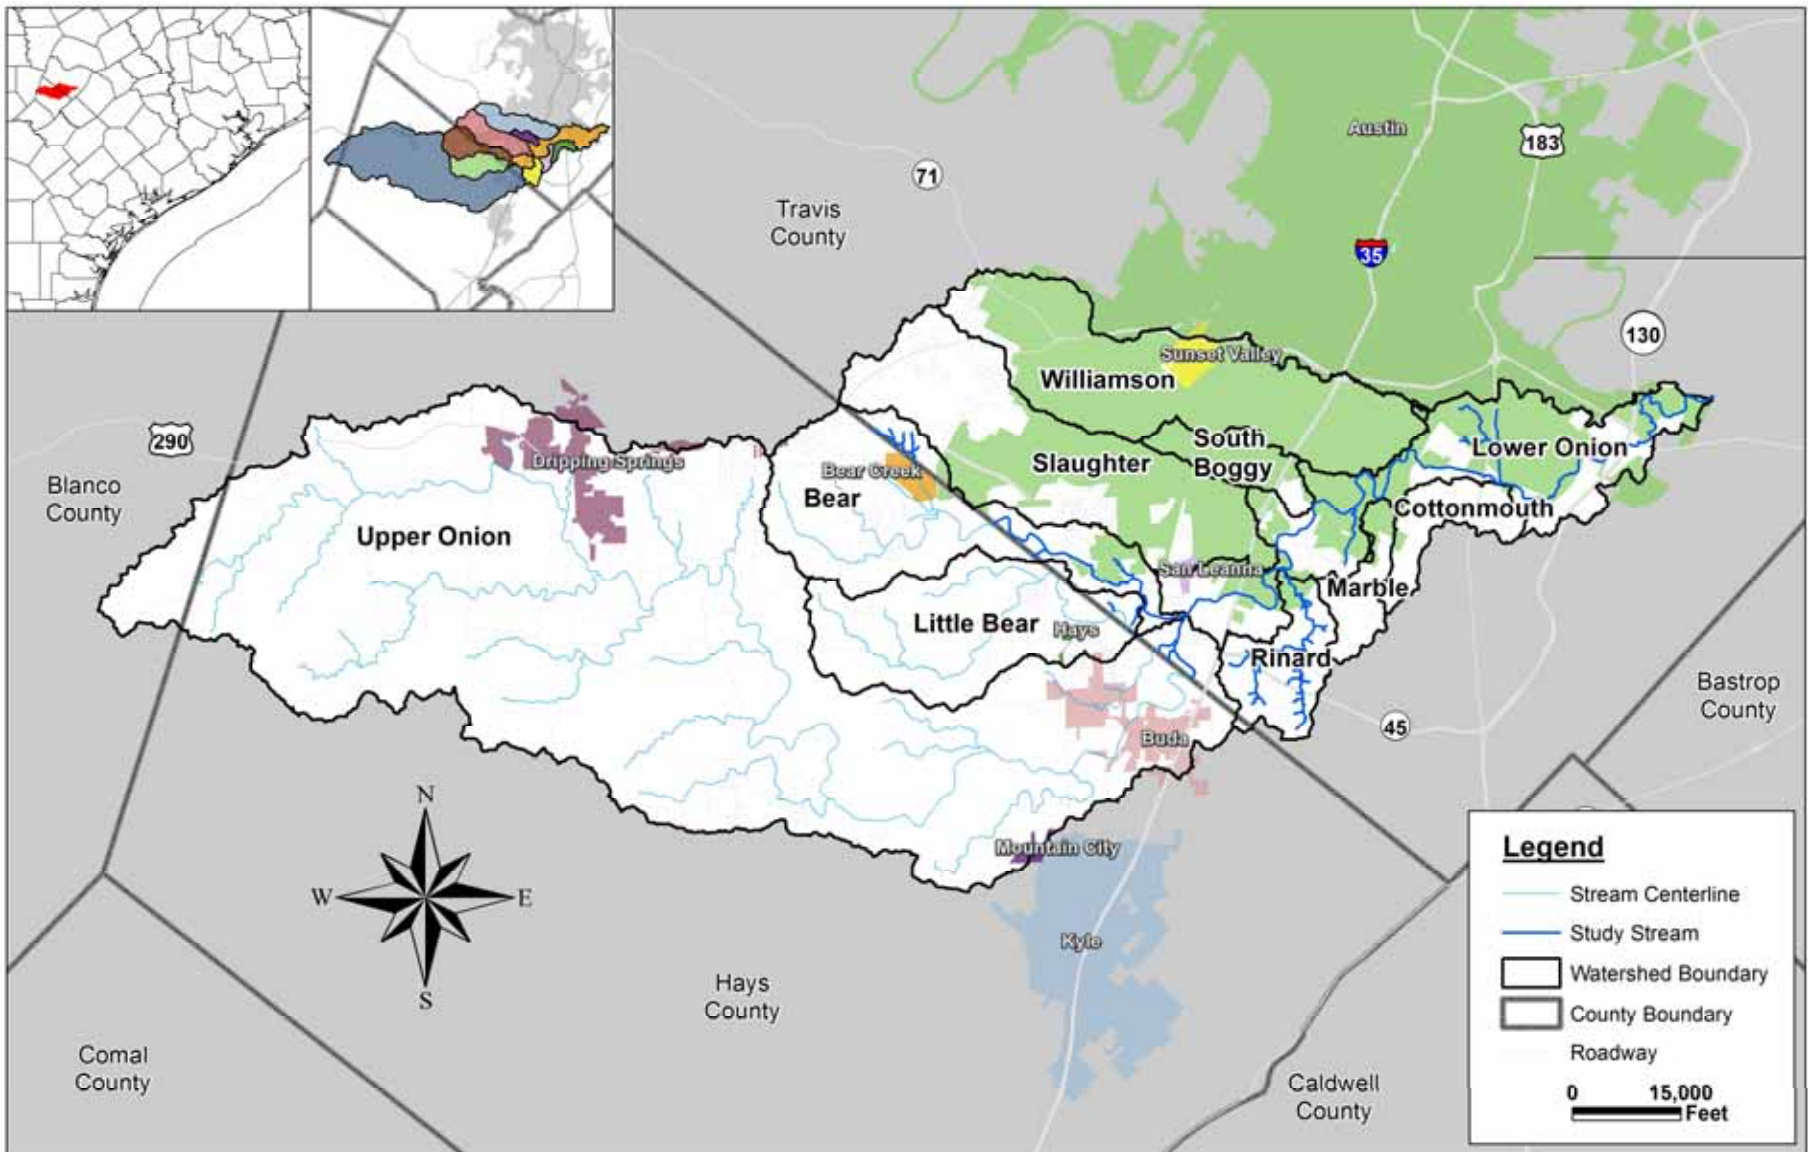 Austin
183
71
Travis
County
35
130
Sunset Valley
Williamson
290
South
Boggy
Lower Onion
Dripping Springs
Bear Creek
Slaughter
Blanco
County
Bear
Cottonmouth
Upper Onion
San Leanna
Marble
Little Bear
Hays
Rinard
Bastrop
County
45
Buda
N
W
E
S
Mountain City
Kyle
Hays
County
Comal
County
Caldwell
County
Legend
Stream Centerline
Study Stream
Watershed Boundary
County Boundary
Roadway
0 15,000
Feet